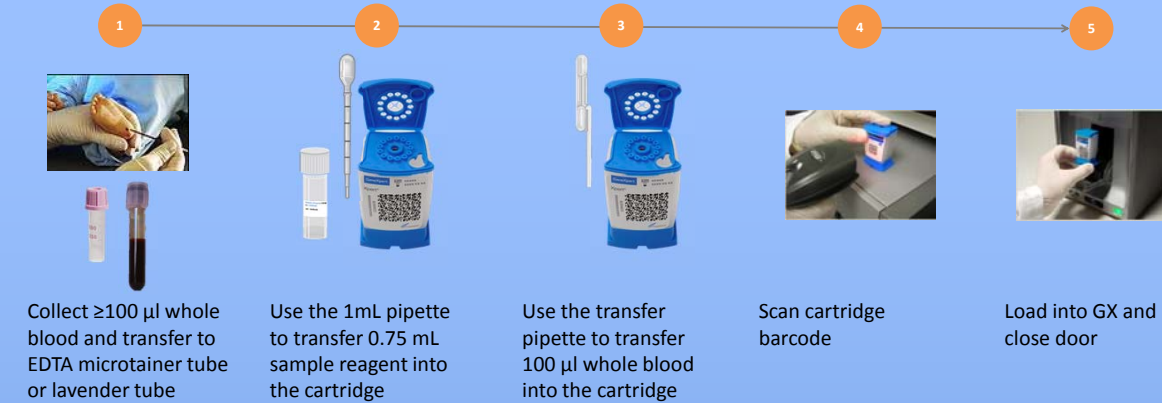 1
2
3
4
5
Collect ≥100 µl whole
blood and transfer to
EDTA microtainer tube
or lavender tube
Use the 1mL pipette
to transfer 0.75 mL
sample reagent into
the cartridge
Use the transfer
pipette to transfer
100 µl whole blood
into the cartridge
Scan cartridge
barcode
Load into GX and
close door